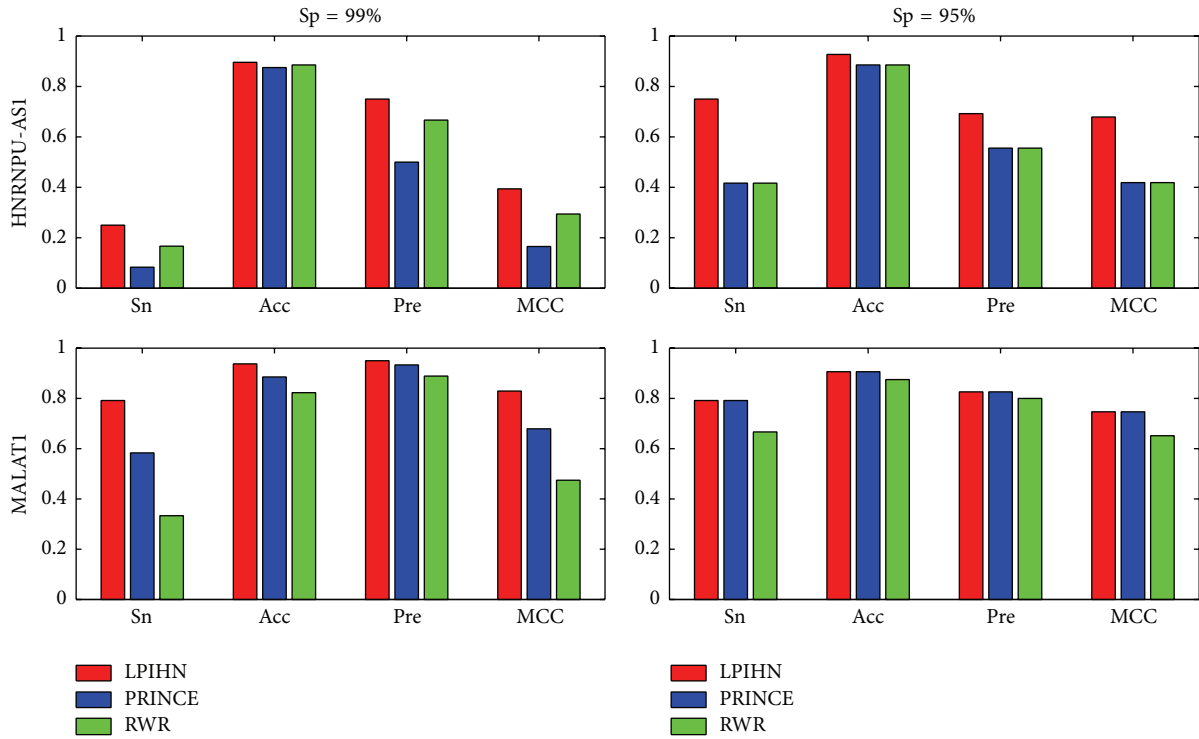 Sp = 99%
Sp = 95%
HNRNPU-AS1
1
0.8
0.6
0.4
0.2
0
Sn Acc Pre MCC
1
0.8
0.6
0.4
0.2
0
Sn Acc Pre MCC
MALAT1
1
0.8
0.6
0.4
0.2
0
Sn Acc Pre MCC
1
0.8
0.6
0.4
0.2
0
Sn Acc Pre MCC
LPIHN
PRINCE
RWR
LPIHN
PRINCE
RWR